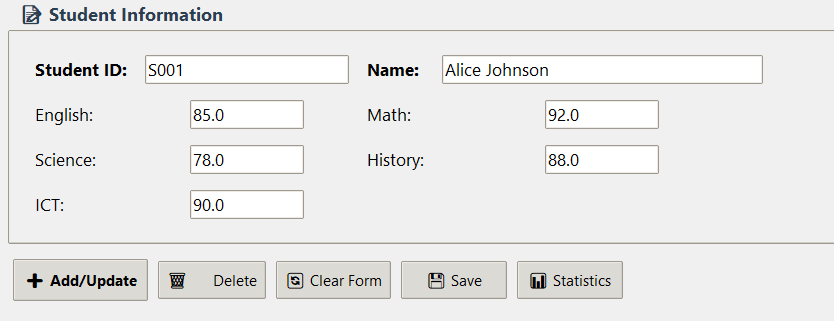 Student Information
Student ID: S001 Name: Alice Johnson
English: 85.0 Math: 92.0
Science: 78.0 History: 88.0
ICT: 90.0
Add/Update Delete Clear Form Save Statistics